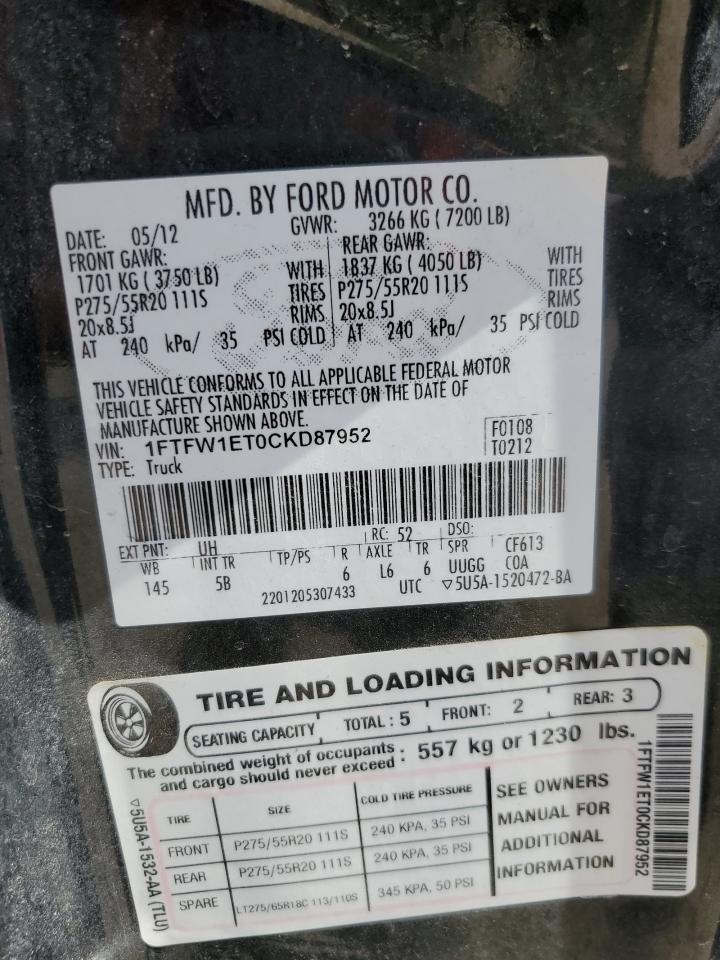 MFD. BY FORD MOTOR CO.
DATE: 05/12 GVWR: 3266 KG ( 7200 LB)
FRONT GAWR: REAR GAWR:
1701 KG ( 3750 LB) WITH 1837 KG ( 4050 LB) WITH
P275/55R20 111S TIRES P275/55R20 111S TIRES
20x8.5J RIMS 20x8.5J RIMS
AT 240 kPa/ 35 PSI COLD AT 240 kPa/ 35 PSI COLD
THIS VEHICLE CONFORMS TO ALL APPLICABLE FEDERAL MOTOR
VEHICLE SAFETY STANDARDS IN EFFECT ON THE DATE OF
MANUFACTURE SHOWN ABOVE.
VIN: 1FTFW1ET0CKD87952 F0108
TYPE: Truck T0212
EXT PNT: UH RC: 52 DSO:
WB INT TR TP/PS R AXLE TR SPR CF613
145 5B 6 L6 6 UUGG COA
2201205307433 UTC ▽5U5A-1520472-BA
TIRE AND LOADING INFORMATION
SEATING CAPACITY TOTAL : 5 FRONT: 2 REAR: 3
The combined weight of occupants
and cargo should never exceed : 557 kg or 1230 lbs.
TIRE SIZE COLD TIRE PRESSURE
FRONT P275/55R20 111S 240 KPA, 35 PSI
REAR P275/55R20 111S 240 KPA, 35 PSI
SPARE LT275/65R18C 113/110S 345 KPA, 50 PSI
SEE OWNERS
MANUAL FOR
ADDITIONAL
INFORMATION
▽5U5A-1532-AA (TLU)
1FTFW1ET0CKD87952